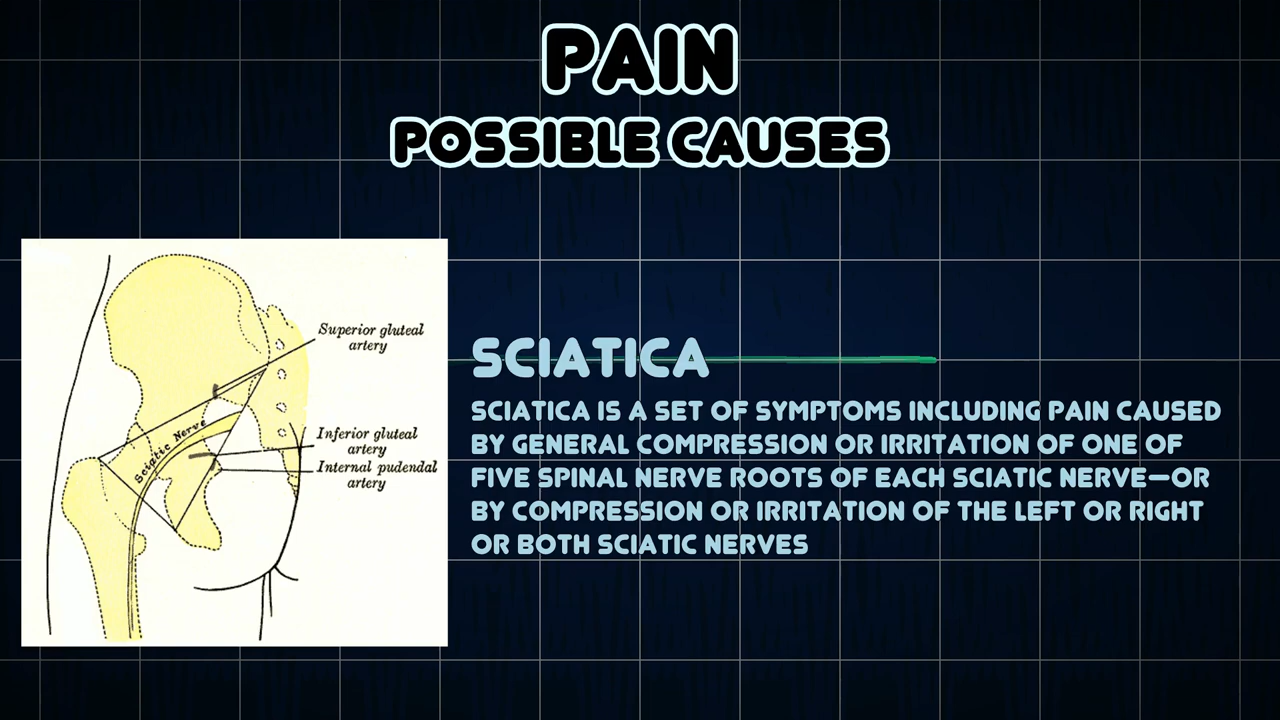 PAIN
POSSIBLE CAUSES
Superior gluteal
artery
Sciatic Nerve
Inferior gluteal
artery
Internal pudendal
artery
SCIATICA
SCIATICA IS A SET OF SYMPTOMS INCLUDING PAIN CAUSED
BY GENERAL COMPRESSION OR IRRITATION OF ONE OF
FIVE SPINAL NERVE ROOTS OF EACH SCIATIC NERVE—OR
BY COMPRESSION OR IRRITATION OF THE LEFT OR RIGHT
OR BOTH SCIATIC NERVES